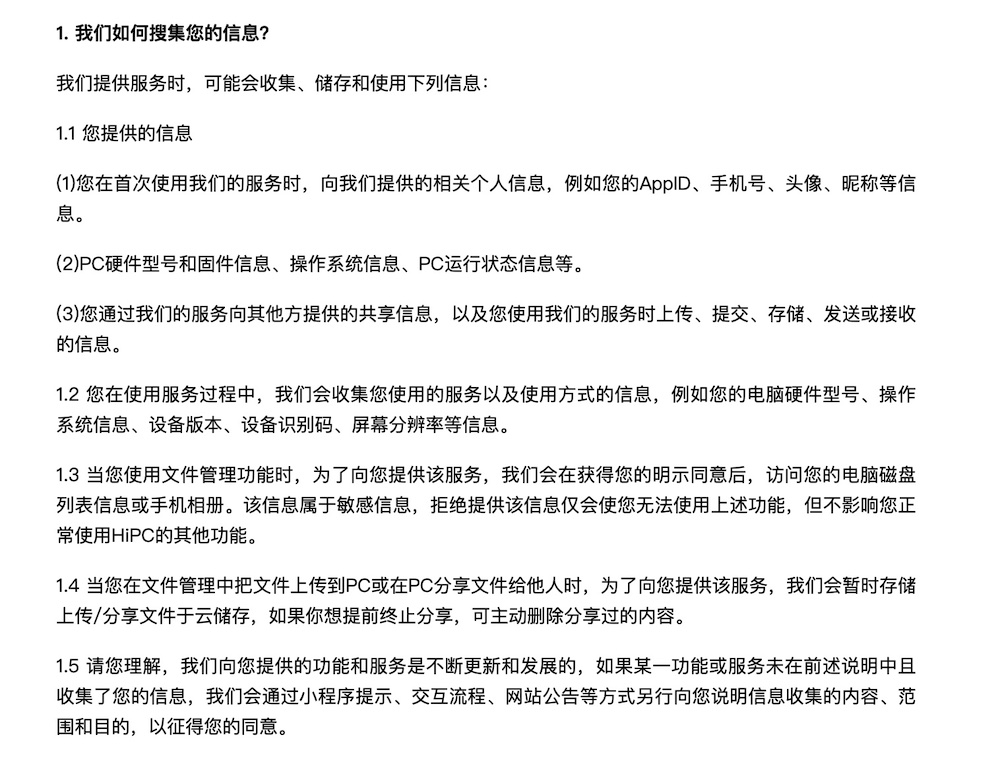 1. 我们如何搜集您的信息?
我们提供服务时，可能会收集、储存和使用下列信息：
1.1 您提供的信息
(1)您在首次使用我们的服务时，向我们提供的相关个人信息，例如您的AppID、手机号、头像、昵称等信
息。
(2)PC硬件型号和固件信息、操作系统信息、PC运行状态信息等。
(3)您通过我们的服务向其他方提供的共享信息，以及您使用我们的服务时上传、提交、存储、发送或接收
的信息。
1.2 您在使用服务过程中，我们会收集您使用的服务以及使用方式的信息，例如您的电脑硬件型号、操作
系统信息、设备版本、设备识别码、屏幕分辨率等信息。
1.3 当您使用文件管理功能时，为了向您提供该服务，我们会在获得您的明示同意后，访问您的电脑磁盘
列表信息或手机相册。该信息属于敏感信息，拒绝提供该信息仅会使您无法使用上述功能，但不影响您正
常使用HiPC的其他功能。
1.4 当您在文件管理中把文件上传到PC或在PC分享文件给他人时，为了向您提供该服务，我们会暂时存储
上传/分享文件于云储存，如果你想提前终止分享，可主动删除分享过的内容。
1.5 请您理解，我们向您提供的功能和服务是不断更新和发展的，如果某一功能或服务未在前述说明中且
收集了您的信息，我们会通过小程序提示、交互流程、网站公告等方式另行向您说明信息收集的内容、范
围和目的，以征得您的同意。